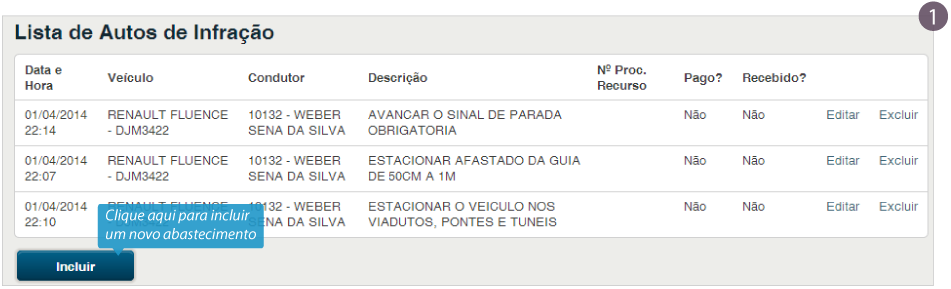 1
Lista de Autos de Infração
Data e Hora Veículo Condutor Descrição Nº Proc. Recurso Pago? Recebido?
01/04/2014 RENAULT FLUENCE 10132 - WEBER AVANCAR O SINAL DE PARADA Não Não Editar Excluir
22:14 - DJM3422 SENA DA SILVA OBRIGATORIA
01/04/2014 RENAULT FLUENCE 10132 - WEBER ESTACIONAR AFASTADO DA GUIA Não Não Editar Excluir
22:07 - DJM3422 SENA DA SILVA DE 50CM A 1M
01/04/2014 RENAULT FLUENCE 10132 - WEBER ESTACIONAR O VEICULO NOS Não Não Editar Excluir
22:10 SENA DA SILVA VIADUTOS, PONTES E TUNEIS
Clique aqui para incluir
um novo abastecimento
Incluir